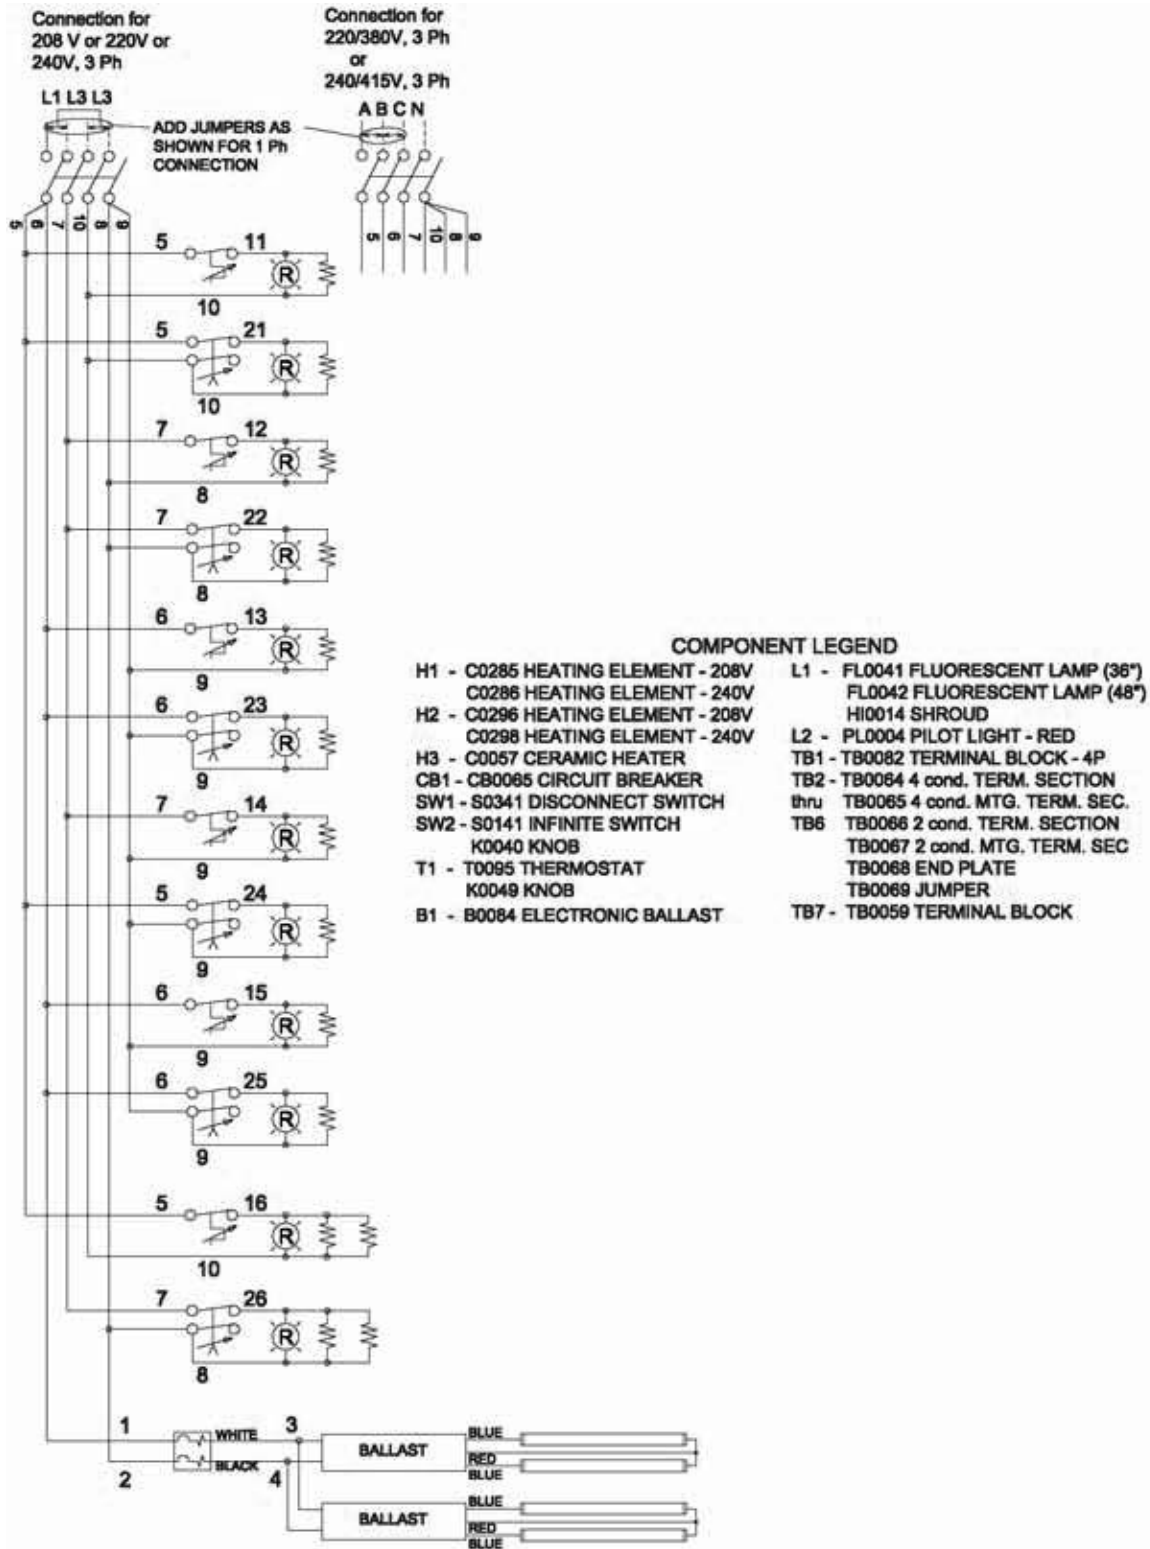 Connection for
208 V or 220V or
240V, 3 Ph
L1 L3 L3
Connection for
220/380V, 3 Ph
or
240/415V, 3 Ph
A B C N
ADD JUMPERS AS
SHOWN FOR 1 Ph
CONNECTION
5 6 7 10 8 9
5 6 7 10 8 9
5 11
10
5 21
10
7 12
8
7 22
8
6 13
9
6 23
9
7 14
9
5 24
9
6 15
9
6 25
9
5 16
10
7 26
8
R
R
R
R
R
R
R
R
R
R
R
R
COMPONENT LEGEND
H1 - C0285 HEATING ELEMENT - 208V
C0286 HEATING ELEMENT - 240V
H2 - C0296 HEATING ELEMENT - 208V
C0298 HEATING ELEMENT - 240V
H3 - C0057 CERAMIC HEATER
CB1 - CB0065 CIRCUIT BREAKER
SW1 - S0341 DISCONNECT SWITCH
SW2 - S0141 INFINITE SWITCH
K0040 KNOB
T1 - T0095 THERMOSTAT
K0049 KNOB
B1 - B0084 ELECTRONIC BALLAST
L1 - FL0041 FLUORESCENT LAMP (36")
FL0042 FLUORESCENT LAMP (48")
HI0014 SHROUD
L2 - PL0004 PILOT LIGHT - RED
TB1 - TB0082 TERMINAL BLOCK - 4P
TB2 - TB0064 4 cond. TERM. SECTION
thru TB0065 4 cond. MTG. TERM. SEC.
TB6 TB0066 2 cond. TERM. SECTION
TB0067 2 cond. MTG. TERM. SEC
TB0068 END PLATE
TB0069 JUMPER
TB7 - TB0059 TERMINAL BLOCK
1 WHITE 3
2 BLACK 4
BALLAST
BLUE
RED
BLUE
BALLAST
BLUE
RED
BLUE